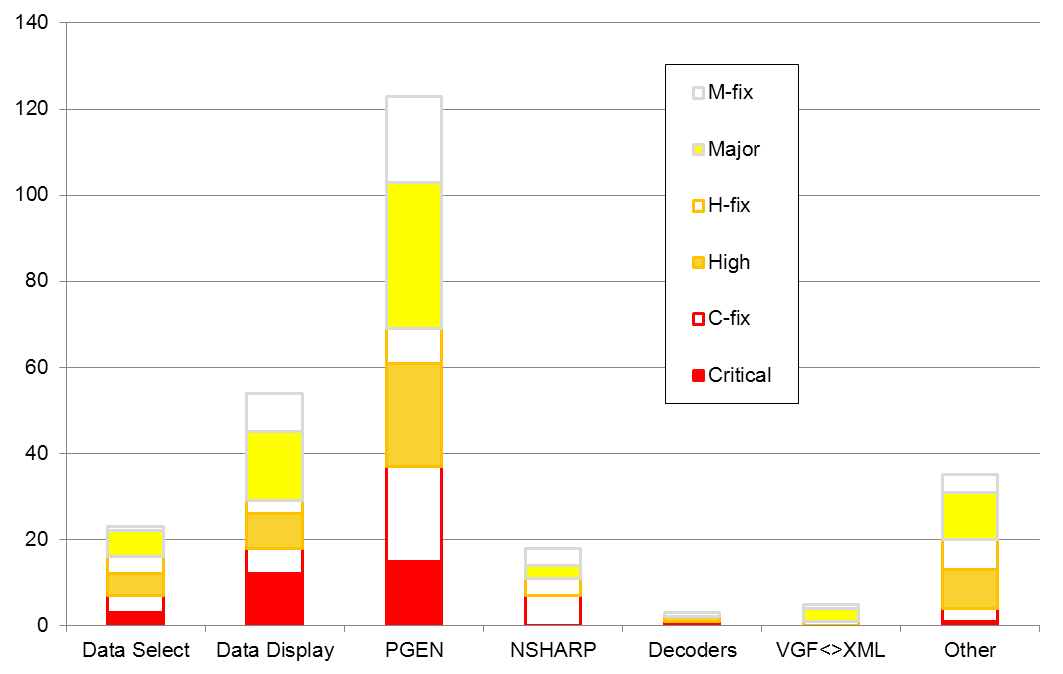 140
120
100
80
60
40
20
0
M-fix
Major
H-fix
High
C-fix
Critical
Data Select Data Display PGEN NSHARP Decoders VGF<>XML Other